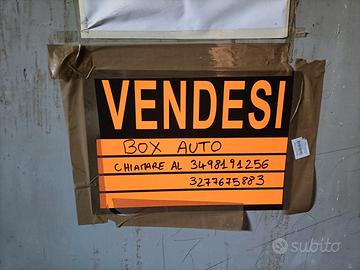 VENDESI
BOX AUTO
CHIAMARE AL 3498191256
3277675883
subito